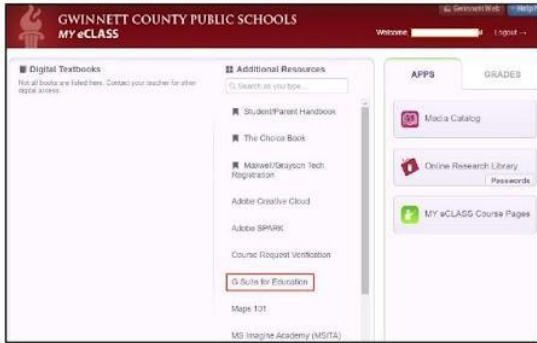 Gwinnett Web
Help
GWINNETT COUNTY PUBLIC SCHOOLS
MY eCLASS
Welcome,
Logout
Digital Textbooks
Not all books are listed here. Contact your teacher for other
digital access.
Additional Resources
Search as you type...
Student/Parent Handbook
The Choice Book
Maxwell/Grayson Tech
Registration
Adobe Creative Cloud
Adobe SPARK
Course Request Verification
G Suite for Education
Maps 101
MS Imagine Academy (MSITA)
APPS
GRADES
Media Catalog
Online Research Library
Passwords
MY eCLASS Course Pages